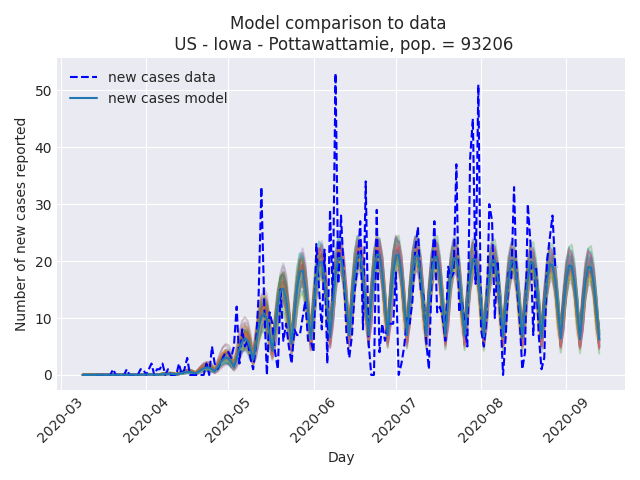 Model comparison to data
US - Iowa - Pottawattamie, pop. = 93206
new cases data
new cases model
Number of new cases reported
50
40
30
20
10
0
2020-03
2020-04
2020-05
2020-06
2020-07
2020-08
2020-09
Day